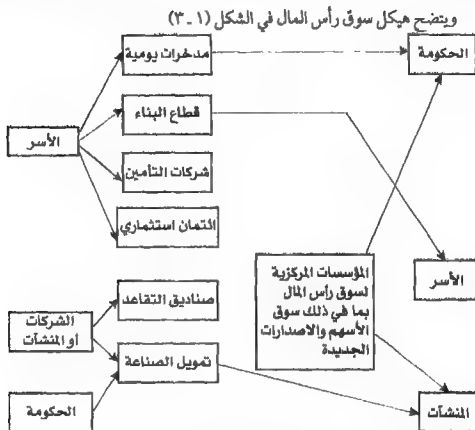 ويتضح هيكل سوق رأس المال في الشكل (١ ـ ٣)
مدخرات يومية
الحكومة
قطاع البناء
الأسر
شركات التأمين
ائتمان استثماري
المؤسسات المركزية
لسوق رأس المال
بما في ذلك سوق
الأسهم والاصدارات
الجديدة
الأسر
صناديق التقاعد
الشركات
أو المنشآت
تمويل الصناعة
الحكومة
المنشآت